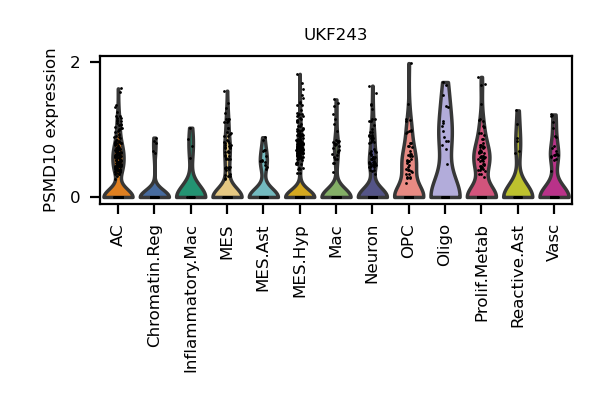 UKF243
PSMD10 expression
2
0
AC
Chromatin.Reg
Inflammatory.Mac
MES
MES.Ast
MES.Hyp
Mac
Neuron
OPC
Oligo
Prolif.Metab
Reactive.Ast
Vasc